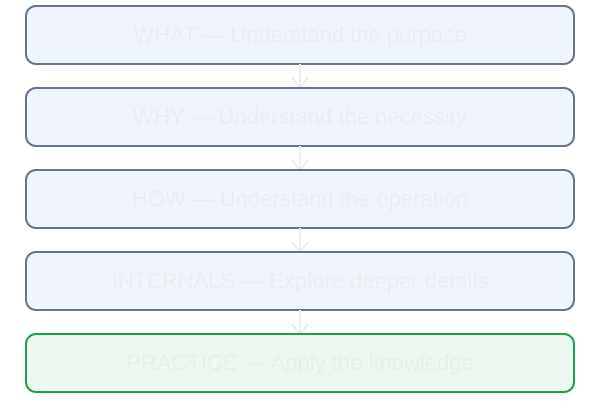 WHAT — Understand the purpose
WHY — Understand the necessity
HOW — Understand the operation
INTERNALS — Explore deeper details
PRACTICE — Apply the knowledge